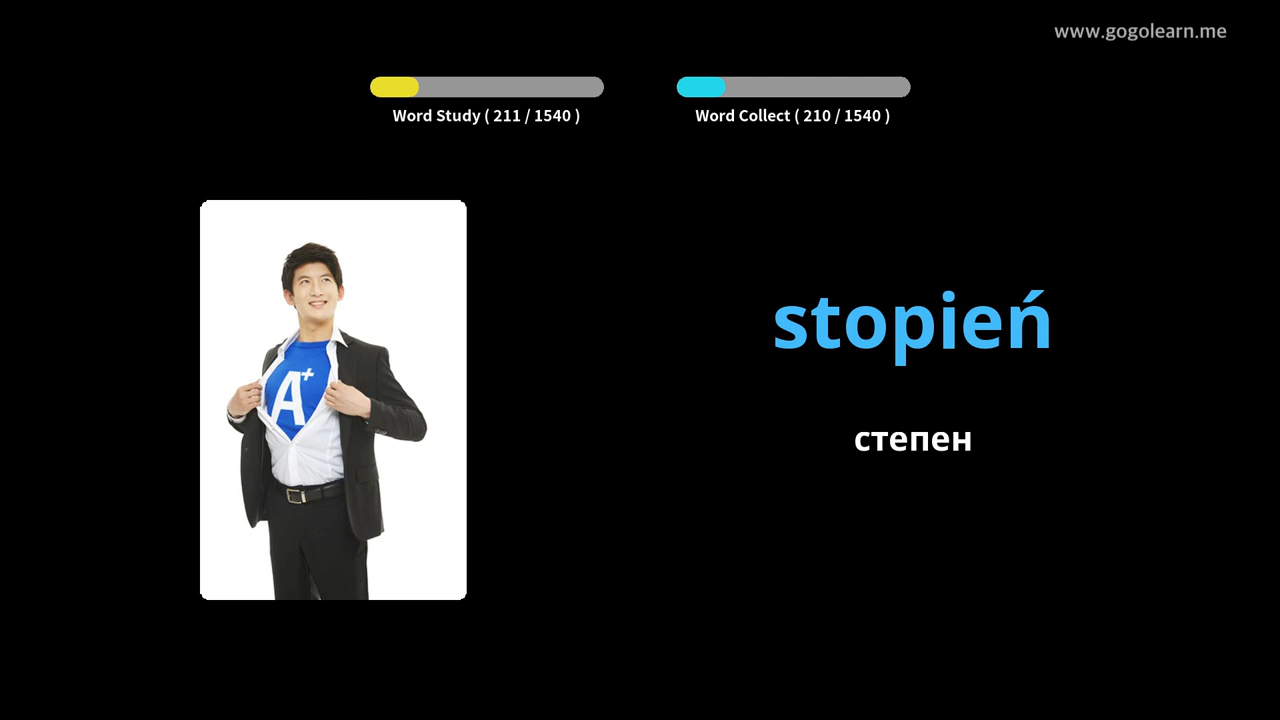 www.gogolearn.me
Word Study ( 211 / 1540 )
Word Collect ( 210 / 1540 )
A+
stopień
степен